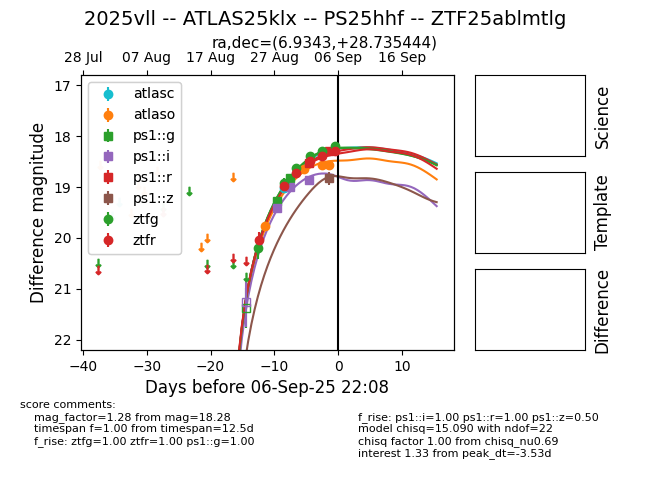 2025vll -- ATLAS25klx -- PS25hhf -- ZTF25ablmtlg
ra,dec=(6.9343,+28.735444)
28 Jul 07 Aug 17 Aug 27 Aug 06 Sep 16 Sep
17
18
19
20
21
22
Difference magnitude
atlasc
atlaso
ps1::g
ps1::i
ps1::r
ps1::z
ztfg
ztfr
−40 −30 −20 −10 0 10
Days before 06-Sep-25 22:08
Science
Template
Difference
score comments:
mag_factor=1.28 from mag=18.28
timespan f=1.00 from timespan=12.5d
f_rise: ztfg=1.00 ztfr=1.00 ps1::g=1.00
f_rise: ps1::i=1.00 ps1::r=1.00 ps1::z=0.50
model chisq=15.090 with ndof=22
chisq factor 1.00 from chisq_nu0.69
interest 1.33 from peak_dt=-3.53d